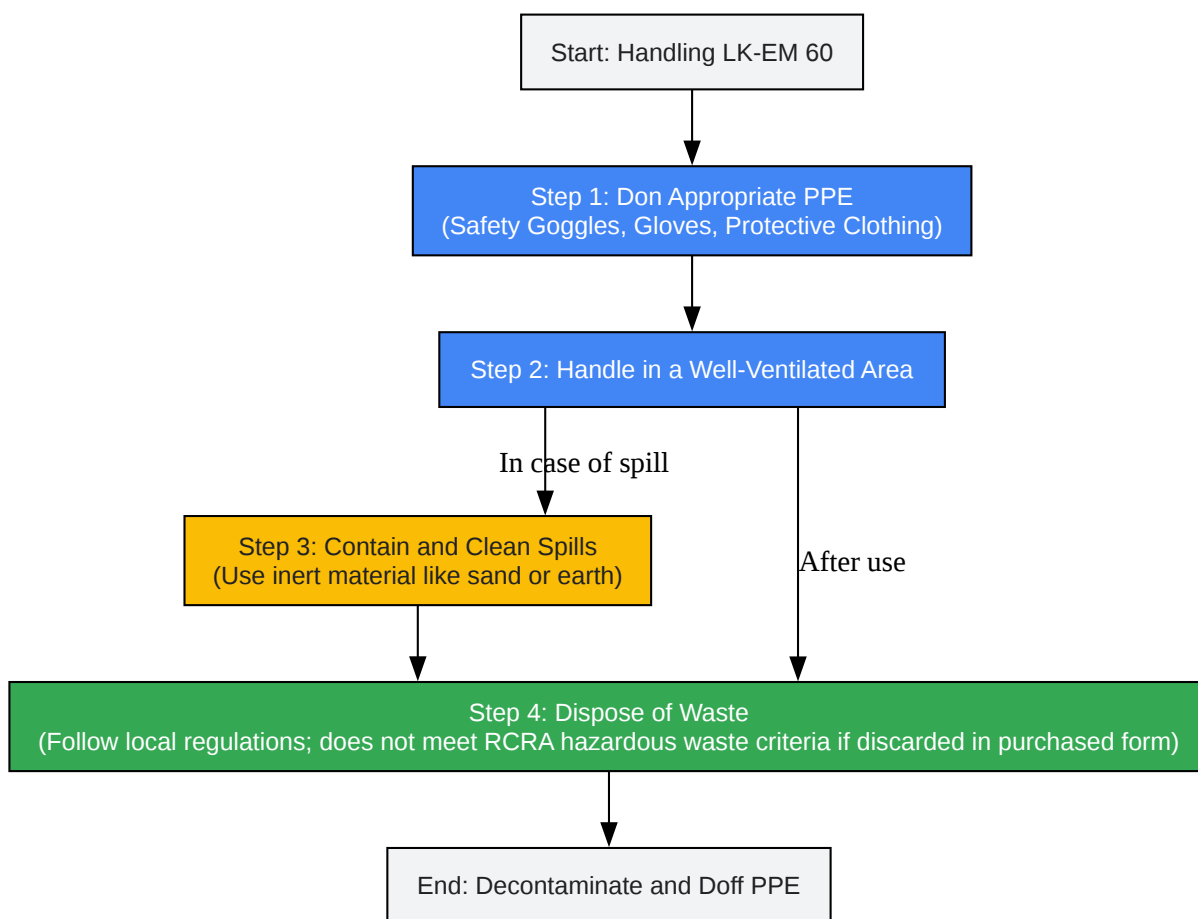 Start: Handling LK-EM 60
Step 1: Don Appropriate PPE
(Safety Goggles, Gloves, Protective Clothing)
Step 2: Handle in a Well-Ventilated Area
In case of spill
Step 3: Contain and Clean Spills
(Use inert material like sand or earth)
After use
Step 4: Dispose of Waste
(Follow local regulations; does not meet RCRA hazardous waste criteria if discarded in purchased form)
End: Decontaminate and Doff PPE